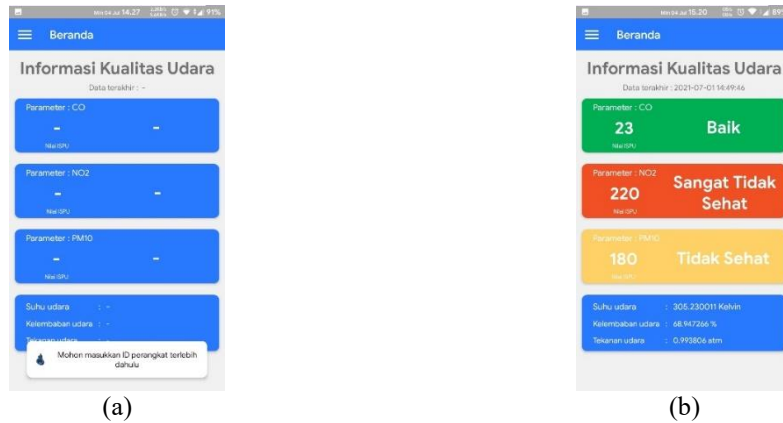 Min 04 Jul 14.27
91%
Beranda
Informasi Kualitas Udara
Data terakhir : -
Parameter : CO
- -
Nilai ISPU
Parameter : NO2
- -
Nilai ISPU
Parameter : PM10
- -
Nilai ISPU
Suhu udara : -
Kelembaban udara : -
Tekanan udara
Mohon masukkan ID perangkat terlebih
dahulu
(a)
Min 04 Jul 15.20
89%
Beranda
Informasi Kualitas Udara
Data terakhir : 2021-07-01 14:49:46
Parameter : CO
23 Baik
Nilai ISPU
Parameter : NO2
220 Sangat Tidak
Sehat
Nilai ISPU
Parameter : PM10
180 Tidak Sehat
Nilai ISPU
Suhu udara : 305.230011 Kelvin
Kelembaban udara : 68.947266 %
Tekanan udara : 0.993806 atm
(b)